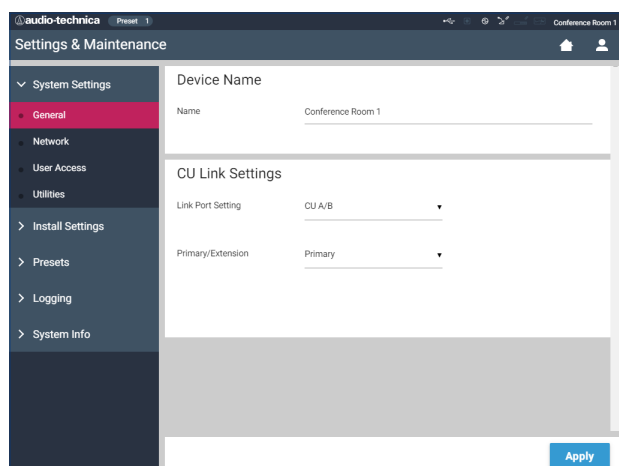 audio-technica Preset 1 Conference Room 1
Settings & Maintenance
System Settings
General
Network
User Access
Utilities
Install Settings
Presets
Logging
System Info
Device Name
Name Conference Room 1
CU Link Settings
Link Port Setting CU A/B
Primary/Extension Primary
Apply